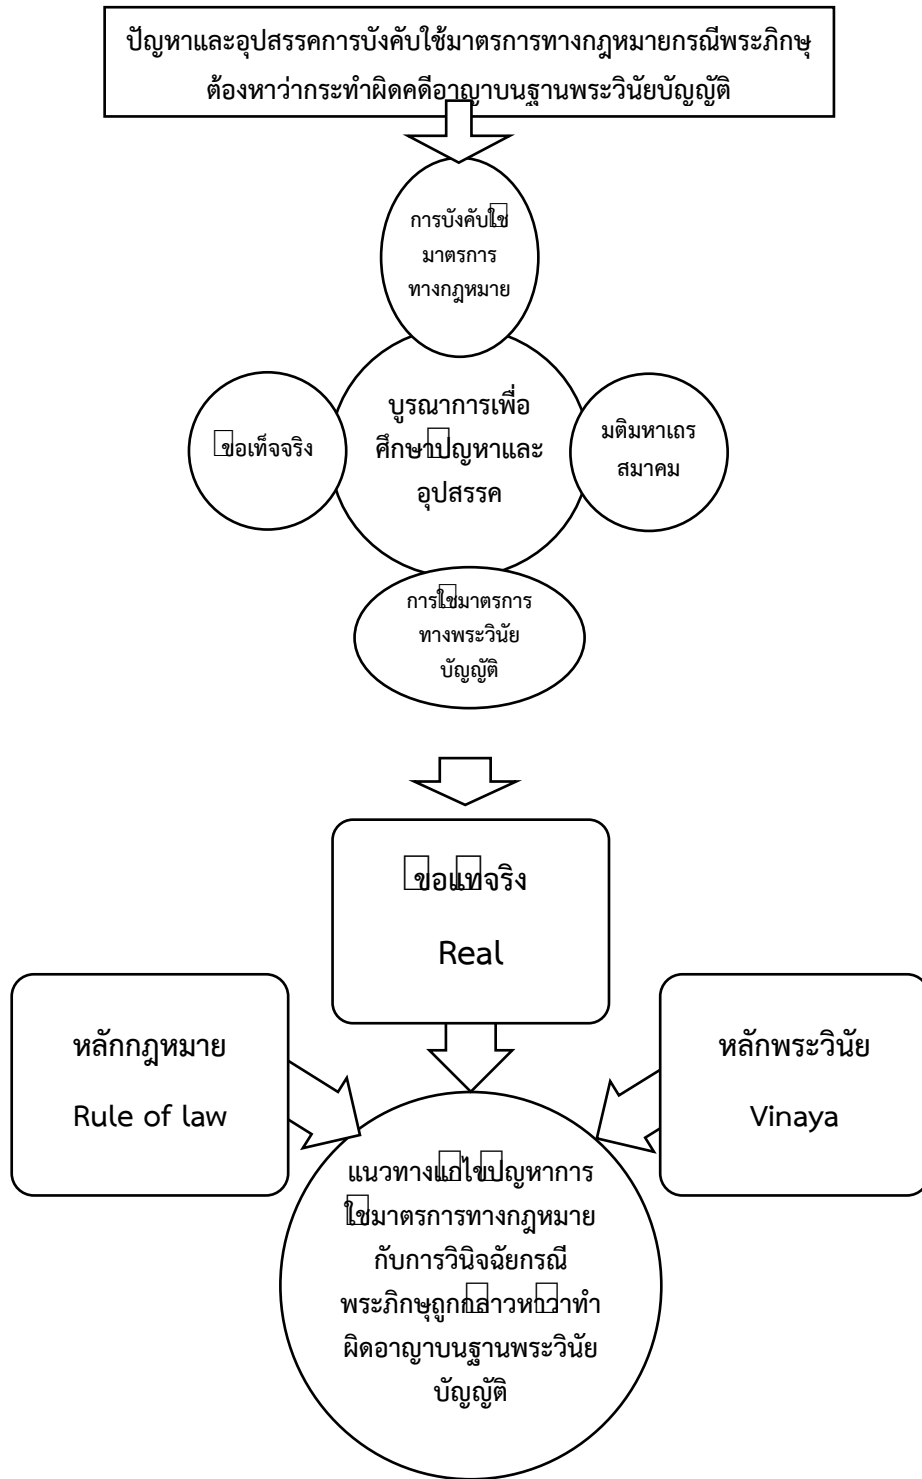 ปัญหาและอุปสรรคการบังคับใช้มาตรการทางกฎหมายกรณีพระภิกษุ
ต้องหาว่ากระทำผิดคดีอาญาบนฐานพระวินัยบัญญัติ
การบังคับใช
มาตรการ
ทางกฎหมาย
ขอเท็จจริง
บูรณาการเพื่อ
ศึกษาปญหาและ
อุปสรรค
มติมหาเถร
สมาคม
การใชมาตรการ
ทางพระวินัย
บัญญัติ
ขอแทจริง
Real
หลักกฎหมาย
Rule of law
หลักพระวินัย
Vinaya
แนวทางแกไขปญหาการ
ใชมาตรการทางกฎหมาย
กับการวินิจฉัยกรณี
พระภิกษุถูกกลาวหาวาทำ
ผิดอาญาบนฐานพระวินัย
บัญญัติ